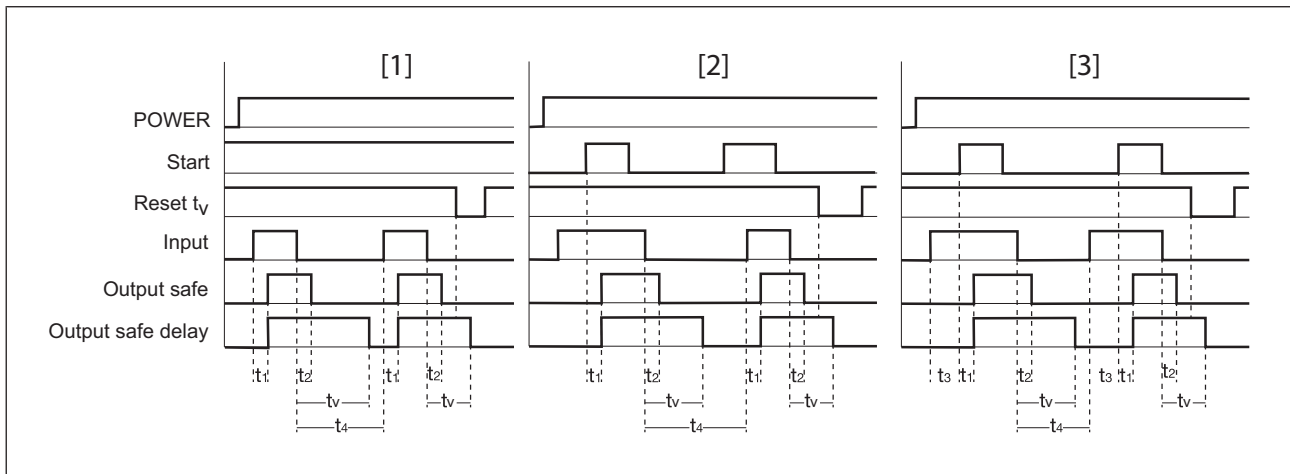 [1] [2] [3]
POWER
Start
Reset tv
Input
Output safe
Output safe delay
t1 t2 t1 t2 t1 t2 t1 t2 t3 t1 t2 t3 t1 t2
tv tv tv tv tv tv
t4 t4 t4